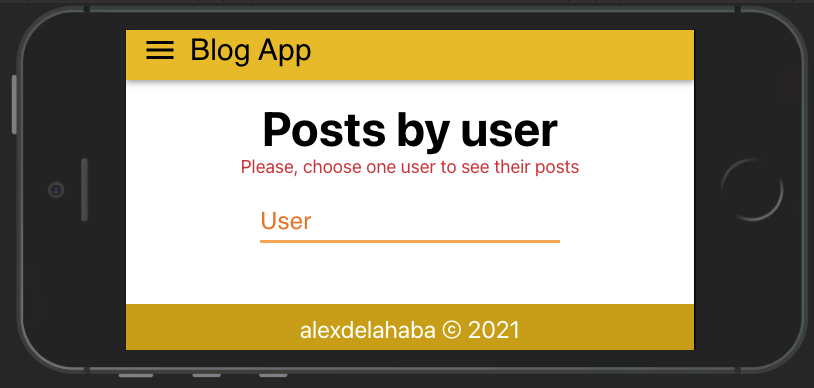 Blog App
Posts by user
Please, choose one user to see their posts
User
alexdelahaba © 2021